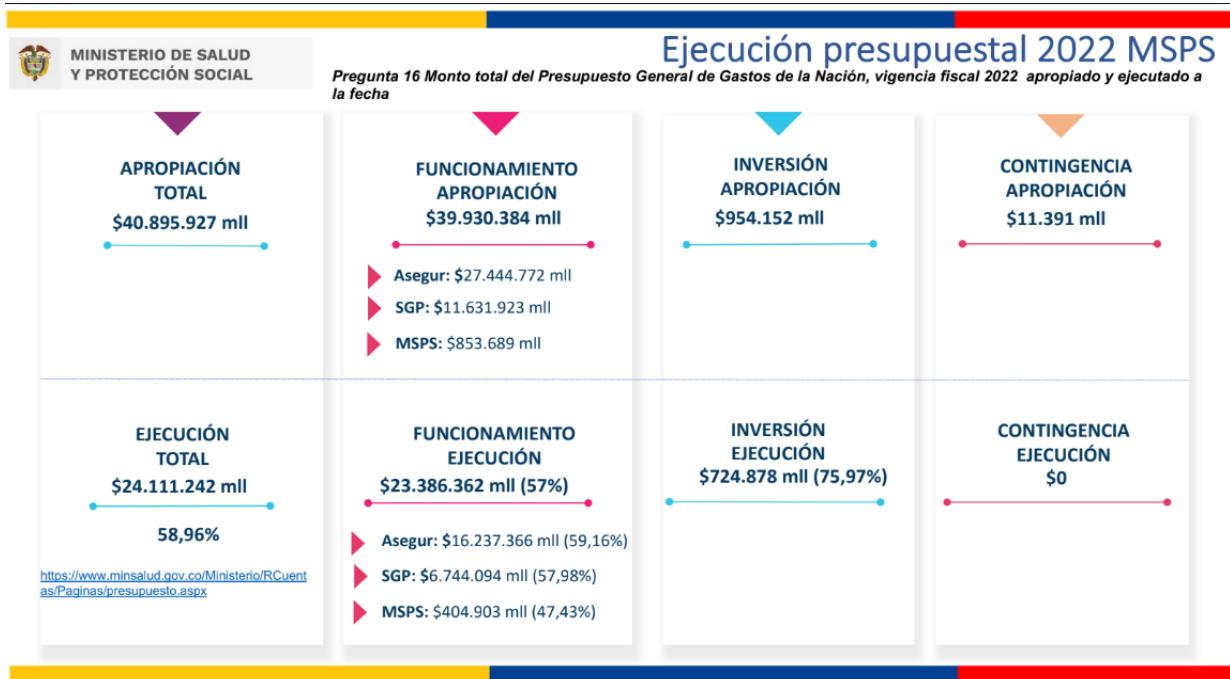 MINISTERIO DE SALUD
Y PROTECCIÓN SOCIAL
Ejecución presupuestal 2022 MSPS
Pregunta 16 Monto total del Presupuesto General de Gastos de la Nación, vigencia fiscal 2022 apropiado y ejecutado a
la fecha
APROPIACIÓN
TOTAL
$40.895.927 mll
FUNCIONAMIENTO
APROPIACIÓN
$39.930.384 mll
Asegur: $27.444.772 mll
SGP: $11.631.923 mll
MSPS: $853.689 mll
INVERSIÓN
APROPIACIÓN
$954.152 mll
CONTINGENCIA
APROPIACIÓN
$11.391 mll
EJECUCIÓN
TOTAL
$24.111.242 mll
58,96%
https://www.minsalud.gov.co/Ministerio/RCuent
as/Paginas/presupuesto.aspx
FUNCIONAMIENTO
EJECUCIÓN
$23.386.362 mll (57%)
Asegur: $16.237.366 mll (59,16%)
SGP: $6.744.094 mll (57,98%)
MSPS: $404.903 mll (47,43%)
INVERSIÓN
EJECUCIÓN
$724.878 mll (75,97%)
CONTINGENCIA
EJECUCIÓN
$0